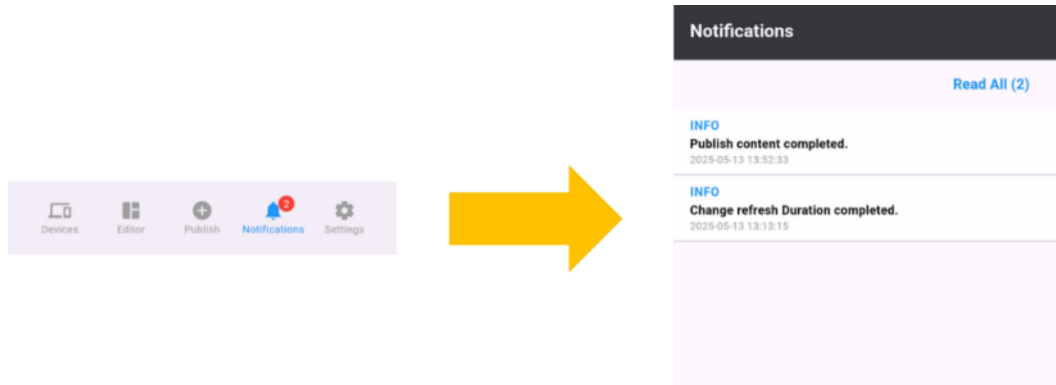 Devices
Editor
Publish
2
Notifications
Settings
Notifications
Read All (2)
INFO
Publish content completed.
2025-05-13 13:52:33
INFO
Change refresh Duration completed.
2025-05-13 13:13:15